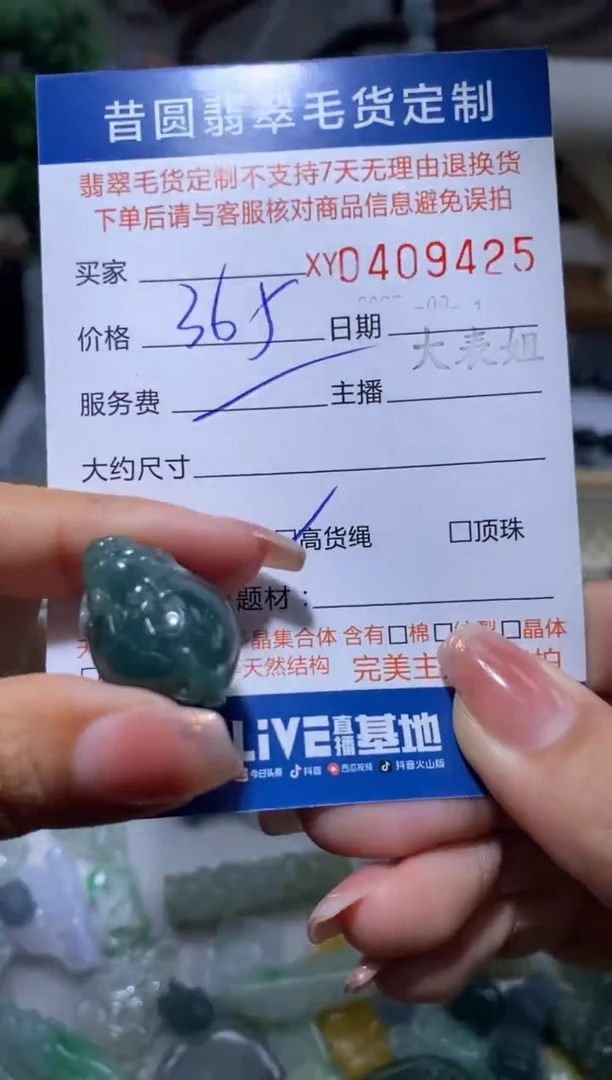 昔圆翡翠毛货定制
翡翠毛货定制不支持7天无理由退换货
下单后请与客服核对商品信息避免误拍
买家 XY0409425
价格 365 日期
大表姐
服务费 主播
大约尺寸
高货绳 顶珠
题材:
晶集合体 含有□棉 □ □晶体
天然结构 完美主
LiVE直播基地
今日头条 抖音 西瓜视频 抖音火山版